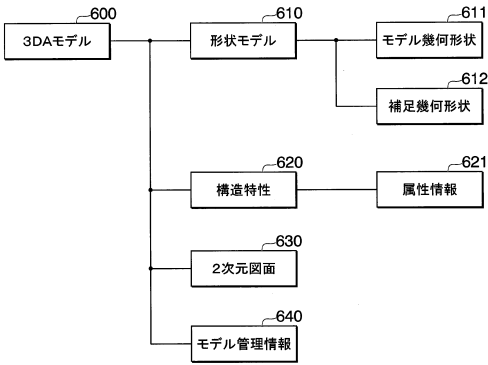 600
3DAモデル
610
形状モデル
611
モデル幾何形状
612
補足幾何形状
620
構造特性
621
属性情報
630
2次元図面
640
モデル管理情報